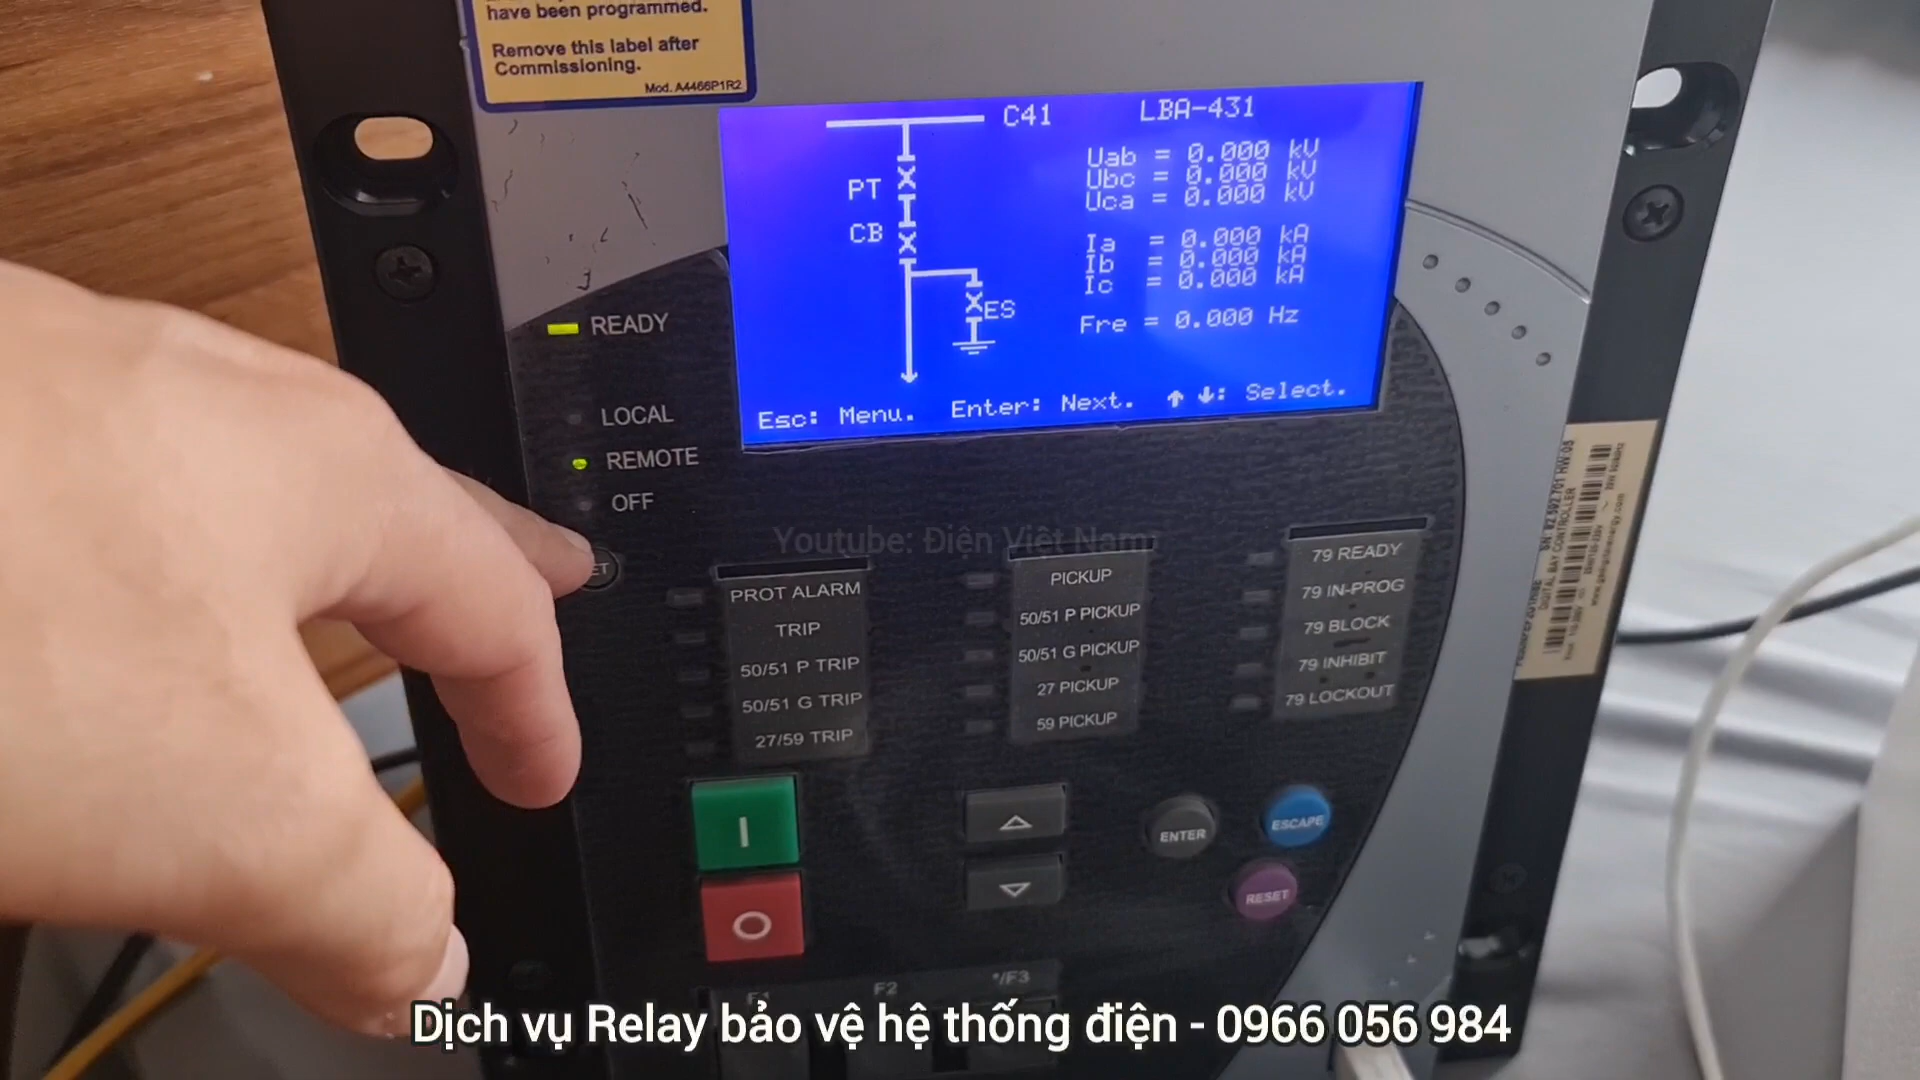 have been programmed.
Remove this label after
Commissioning.
Mod. A4466P1R2
C41
LBA-431
PT
CB
ES
Uab = 0.000 kV
Ubc = 0.000 kV
Uca = 0.000 kV
Ia = 0.000 kA
Ib = 0.000 kA
Ic = 0.000 kA
Fre = 0.000 Hz
Esc: Menu. Enter: Next. ↑ ↓: Select.
READY
LOCAL
REMOTE
OFF
ET
Youtube: Điện Việt Nam
PROT ALARM
TRIP
50/51 P TRIP
50/51 G TRIP
27/59 TRIP
PICKUP
50/51 P PICKUP
50/51 G PICKUP
27 PICKUP
59 PICKUP
79 READY
79 IN-PROG
79 BLOCK
79 INHIBIT
79 LOCKOUT
DIGITAL BAY CONTROLLER
I
O
ENTER
ESCAPE
RESET
F1
F2
*/F3
Dịch vụ Relay bảo vệ hệ thống điện - 0966 056 984